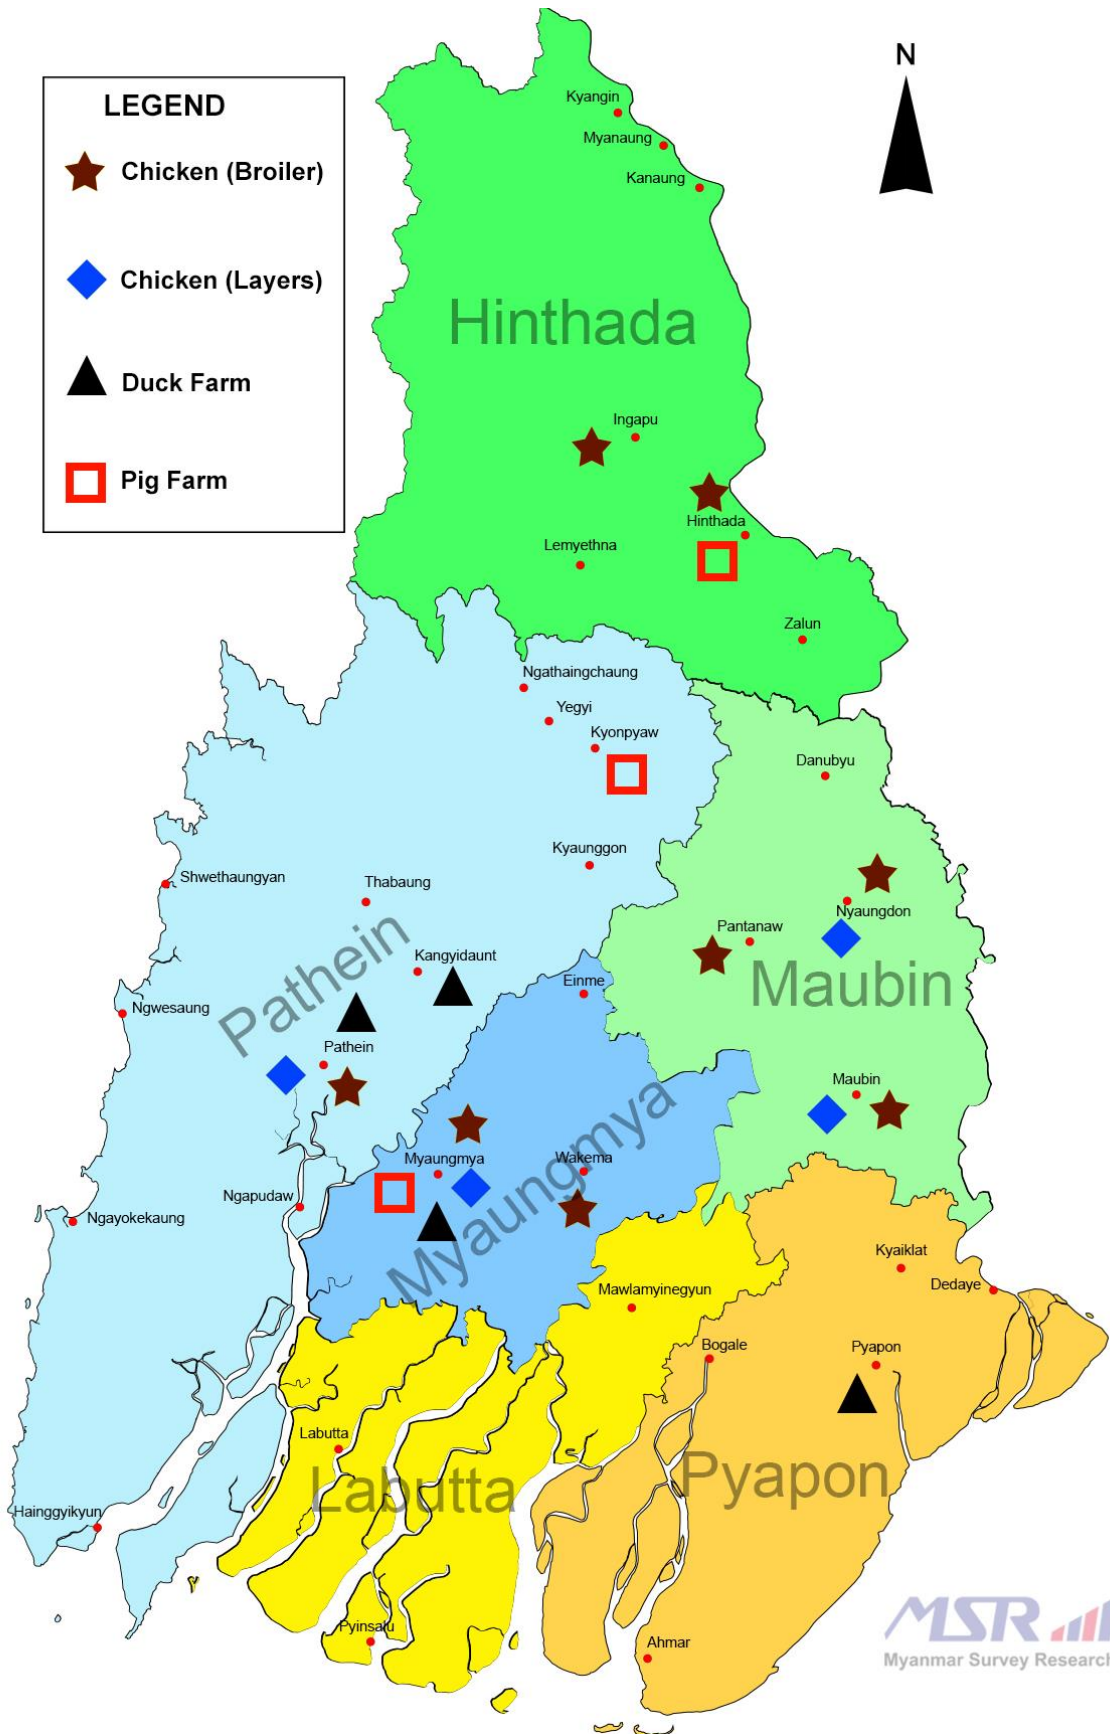 LEGEND
Chicken (Broiler)
Chicken (Layers)
Duck Farm
Pig Farm
N
Kyangin
Myanaung
Kanaung
Hinthada
Ingapu
Hinthada
Lemyethna
Zalun
Ngathaingchaung
Yegyi
Kyonpyaw
Danubyu
Kyaunggon
Shwethaungyan
Thabaung
Nyaungdon
Pantanaw
Kangyidaunt
Pathein
Einme
Maubin
Ngwesaung
Pathein
Maubin
Myaungmya
Wakema
Myaungmya
Ngapudaw
Ngayokekaung
Kyaiklat
Dedaye
Mawlamyinegyun
Bogale
Pyapon
Labutta
Labutta
Pyapon
Hainggyikyun
Pyinsalu
Ahmar
MSR
Myanmar Survey Research